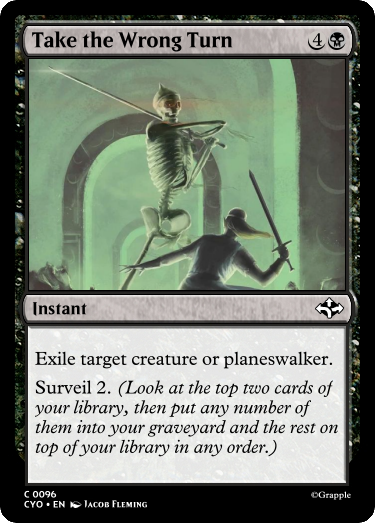 Take the Wrong Turn 4
Instant
Exile target creature or planeswalker.
Surveil 2. (Look at the top two cards of
your library, then put any number of
them into your graveyard and the rest on
top of your library in any order.)
C 0096
©Grapple
CYO • EN Jacob Fleming